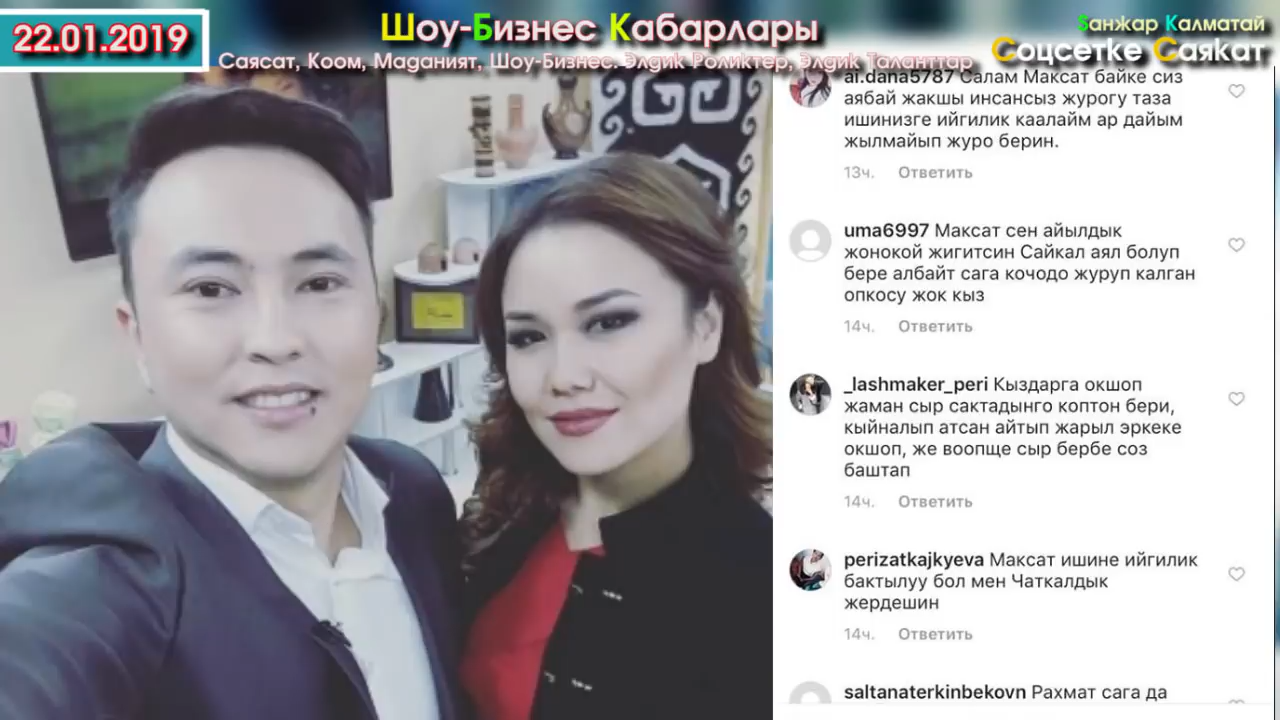 22.01.2019
Шоу-Бизнес Кабарлары
Саясат, Коом, Маданият, Шоу-Бизнес. Элдик Роликтер, Элдик Таланттар
Санжар Калматай
Соцсетке Саякат
ai.dana5787 Салам Максат байке сиз
аябай жакшы инсансыз журогу таза
ишинизге ийгилик каалайм ар дайым
жылмайып журо берин.
13ч. Ответить
uma6997 Максат сен айылдык
жонокой жигитсин Сайкал аял болуп
бере албайт сага кочодо журуп калган
опкосу жок кыз
14ч. Ответить
_lashmaker_peri Кыздарга окшоп
жаман сыр сактадынго коптон бери,
кыйналып атсан айтып жарыл эркеке
окшоп, же воопще сыр бербе соз
баштап
14ч. Ответить
perizatkajkyeva Максат ишине ийгилик
бактылуу бол мен Чаткалдык
жердешин
14ч. Ответить
saltanaterkinbekovn Рахмат сага да